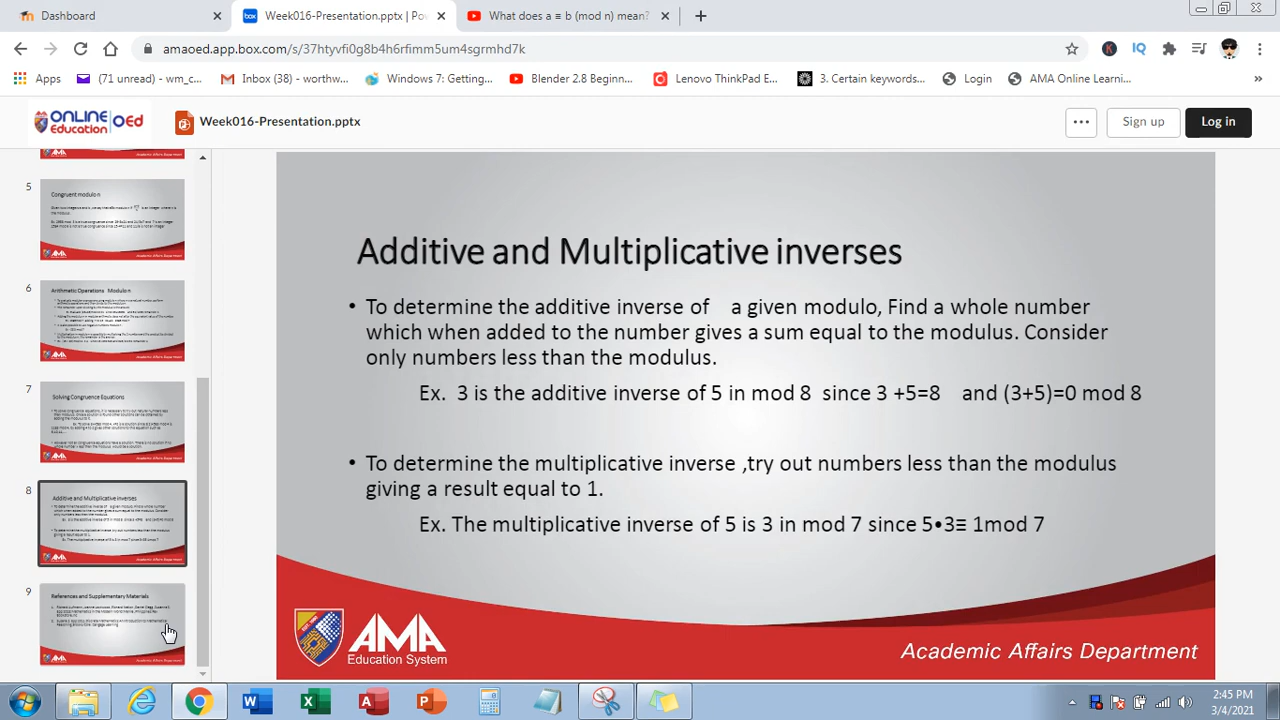 Dashboard
Week016-Presentation.pptx | Pow
What does a ≡ b (mod n) mean?
amaoed.app.box.com/s/37htyvfi0g8b4h6rfimm5um4sgrmhd7k
Apps
(71 unread) - wm_c...
Inbox (38) - worthw...
Windows 7: Getting...
Blender 2.8 Beginn...
Lenovo ThinkPad E...
3. Certain keywords...
Login
AMA Online Learni...
ONLINE
Education | OEd
Week016-Presentation.pptx
Sign up
Log in
5
Congruent modulo n
6
Arithmetic Operations Modulo n
7
Solving Congruence Equations
8
Additive and Multiplicative inverses
9
References and Supplementary Materials
Additive and Multiplicative inverses
• To determine the additive inverse of a given modulo, Find a whole number
which when added to the number gives a sum equal to the modulus. Consider
only numbers less than the modulus.
Ex. 3 is the additive inverse of 5 in mod 8 since 3 +5=8 and (3+5)=0 mod 8
• To determine the multiplicative inverse ,try out numbers less than the modulus
giving a result equal to 1.
Ex. The multiplicative inverse of 5 is 3 in mod 7 since 5•3≡ 1mod 7
AMA
Education System
Academic Affairs Department
2:45 PM
3/4/2021